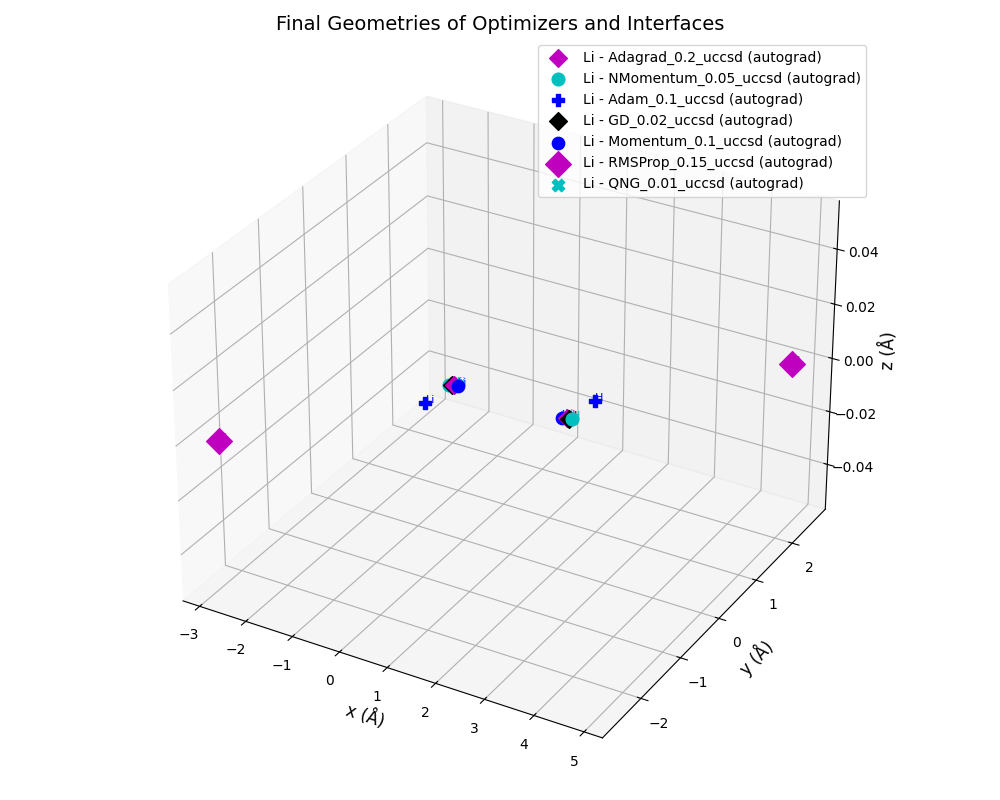 Final Geometries of Optimizers and Interfaces
Li - Adagrad_0.2_uccsd (autograd)
Li - NMomentum_0.05_uccsd (autograd)
Li - Adam_0.1_uccsd (autograd)
Li - GD_0.02_uccsd (autograd)
Li - Momentum_0.1_uccsd (autograd)
Li - RMSProp_0.15_uccsd (autograd)
Li - QNG_0.01_uccsd (autograd)
0.04
0.02
0.00
−0.02
−0.04
z (Å)
Li
H
2
1
0
−1
−2
y (Å)
−3
−2
−1
0
1
2
3
4
5
x (Å)